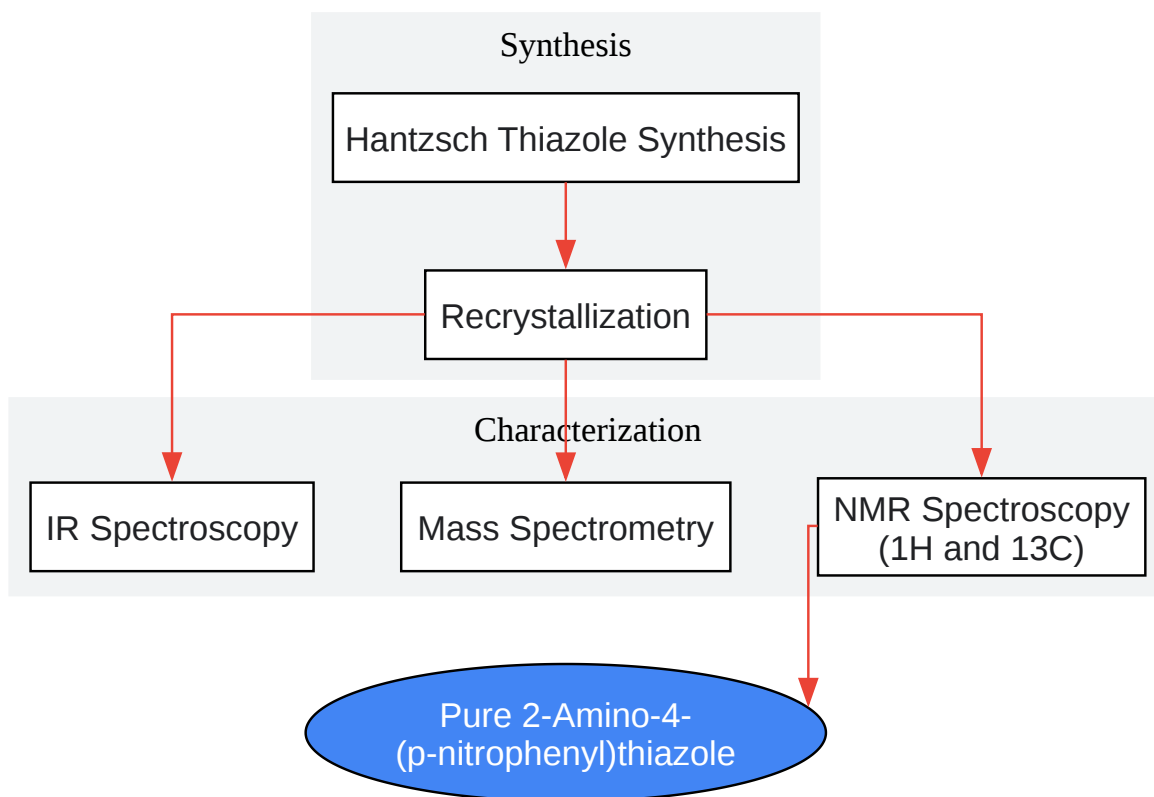 Synthesis
Hantzsch Thiazole Synthesis
Recrystallization
Characterization
IR Spectroscopy
Mass Spectrometry
NMR Spectroscopy
(1H and 13C)
Pure 2-Amino-4-
(p-nitrophenyl)thiazole